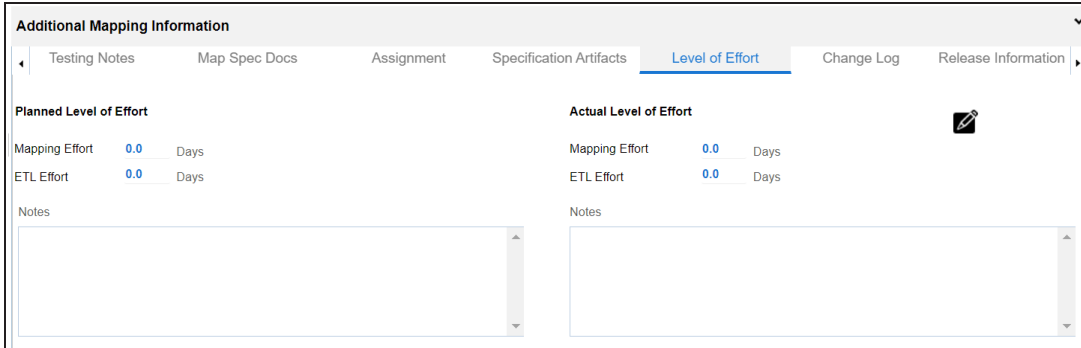 Additional Mapping Information
Testing Notes Map Spec Docs Assignment Specification Artifacts Level of Effort Change Log Release Information
Planned Level of Effort Actual Level of Effort
Mapping Effort 0.0 Days Mapping Effort 0.0 Days
ETL Effort 0.0 Days ETL Effort 0.0 Days
Notes Notes